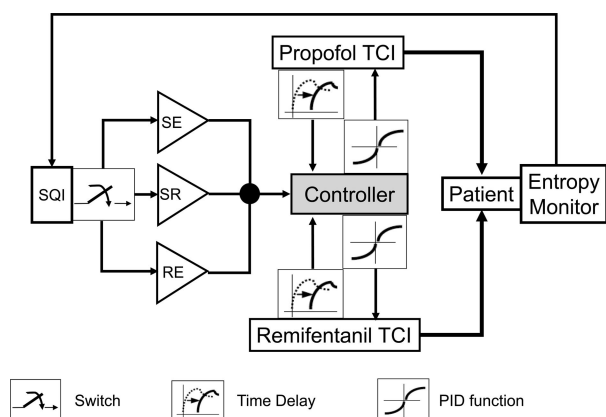 Propofol TCI
SE
SQI
SR
Controller
Patient
Entropy
Monitor
RE
Remifentanil TCI
Switch
Time Delay
PID function